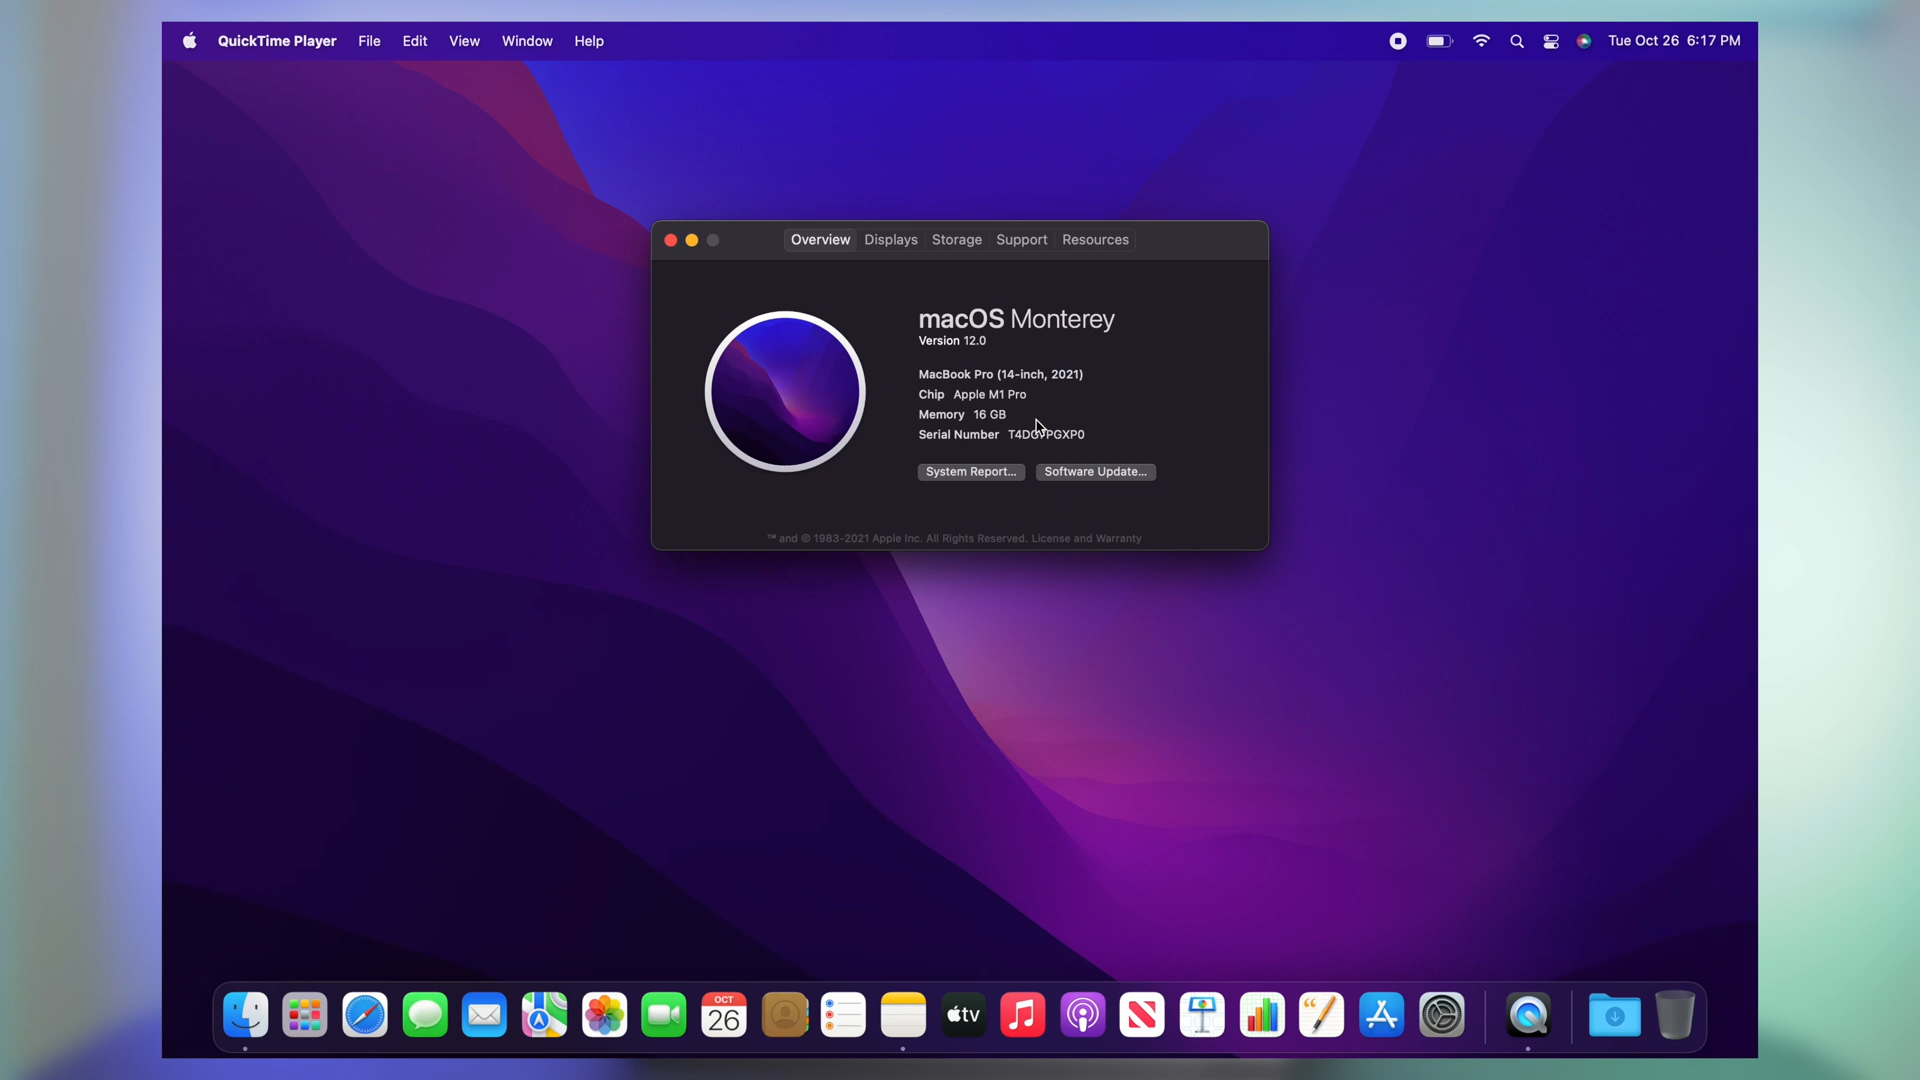 QuickTime Player File Edit View Window Help Tue Oct 26 6:17 PM
Overview Displays Storage Support Resources
macOS Monterey
Version 12.0
MacBook Pro (14-inch, 2021)
Chip Apple M1 Pro
Memory 16 GB
Serial Number
System Report... Software Update...
™ and © 1983-2021 Apple Inc. All Rights Reserved. License and Warranty
OCT
26
tv